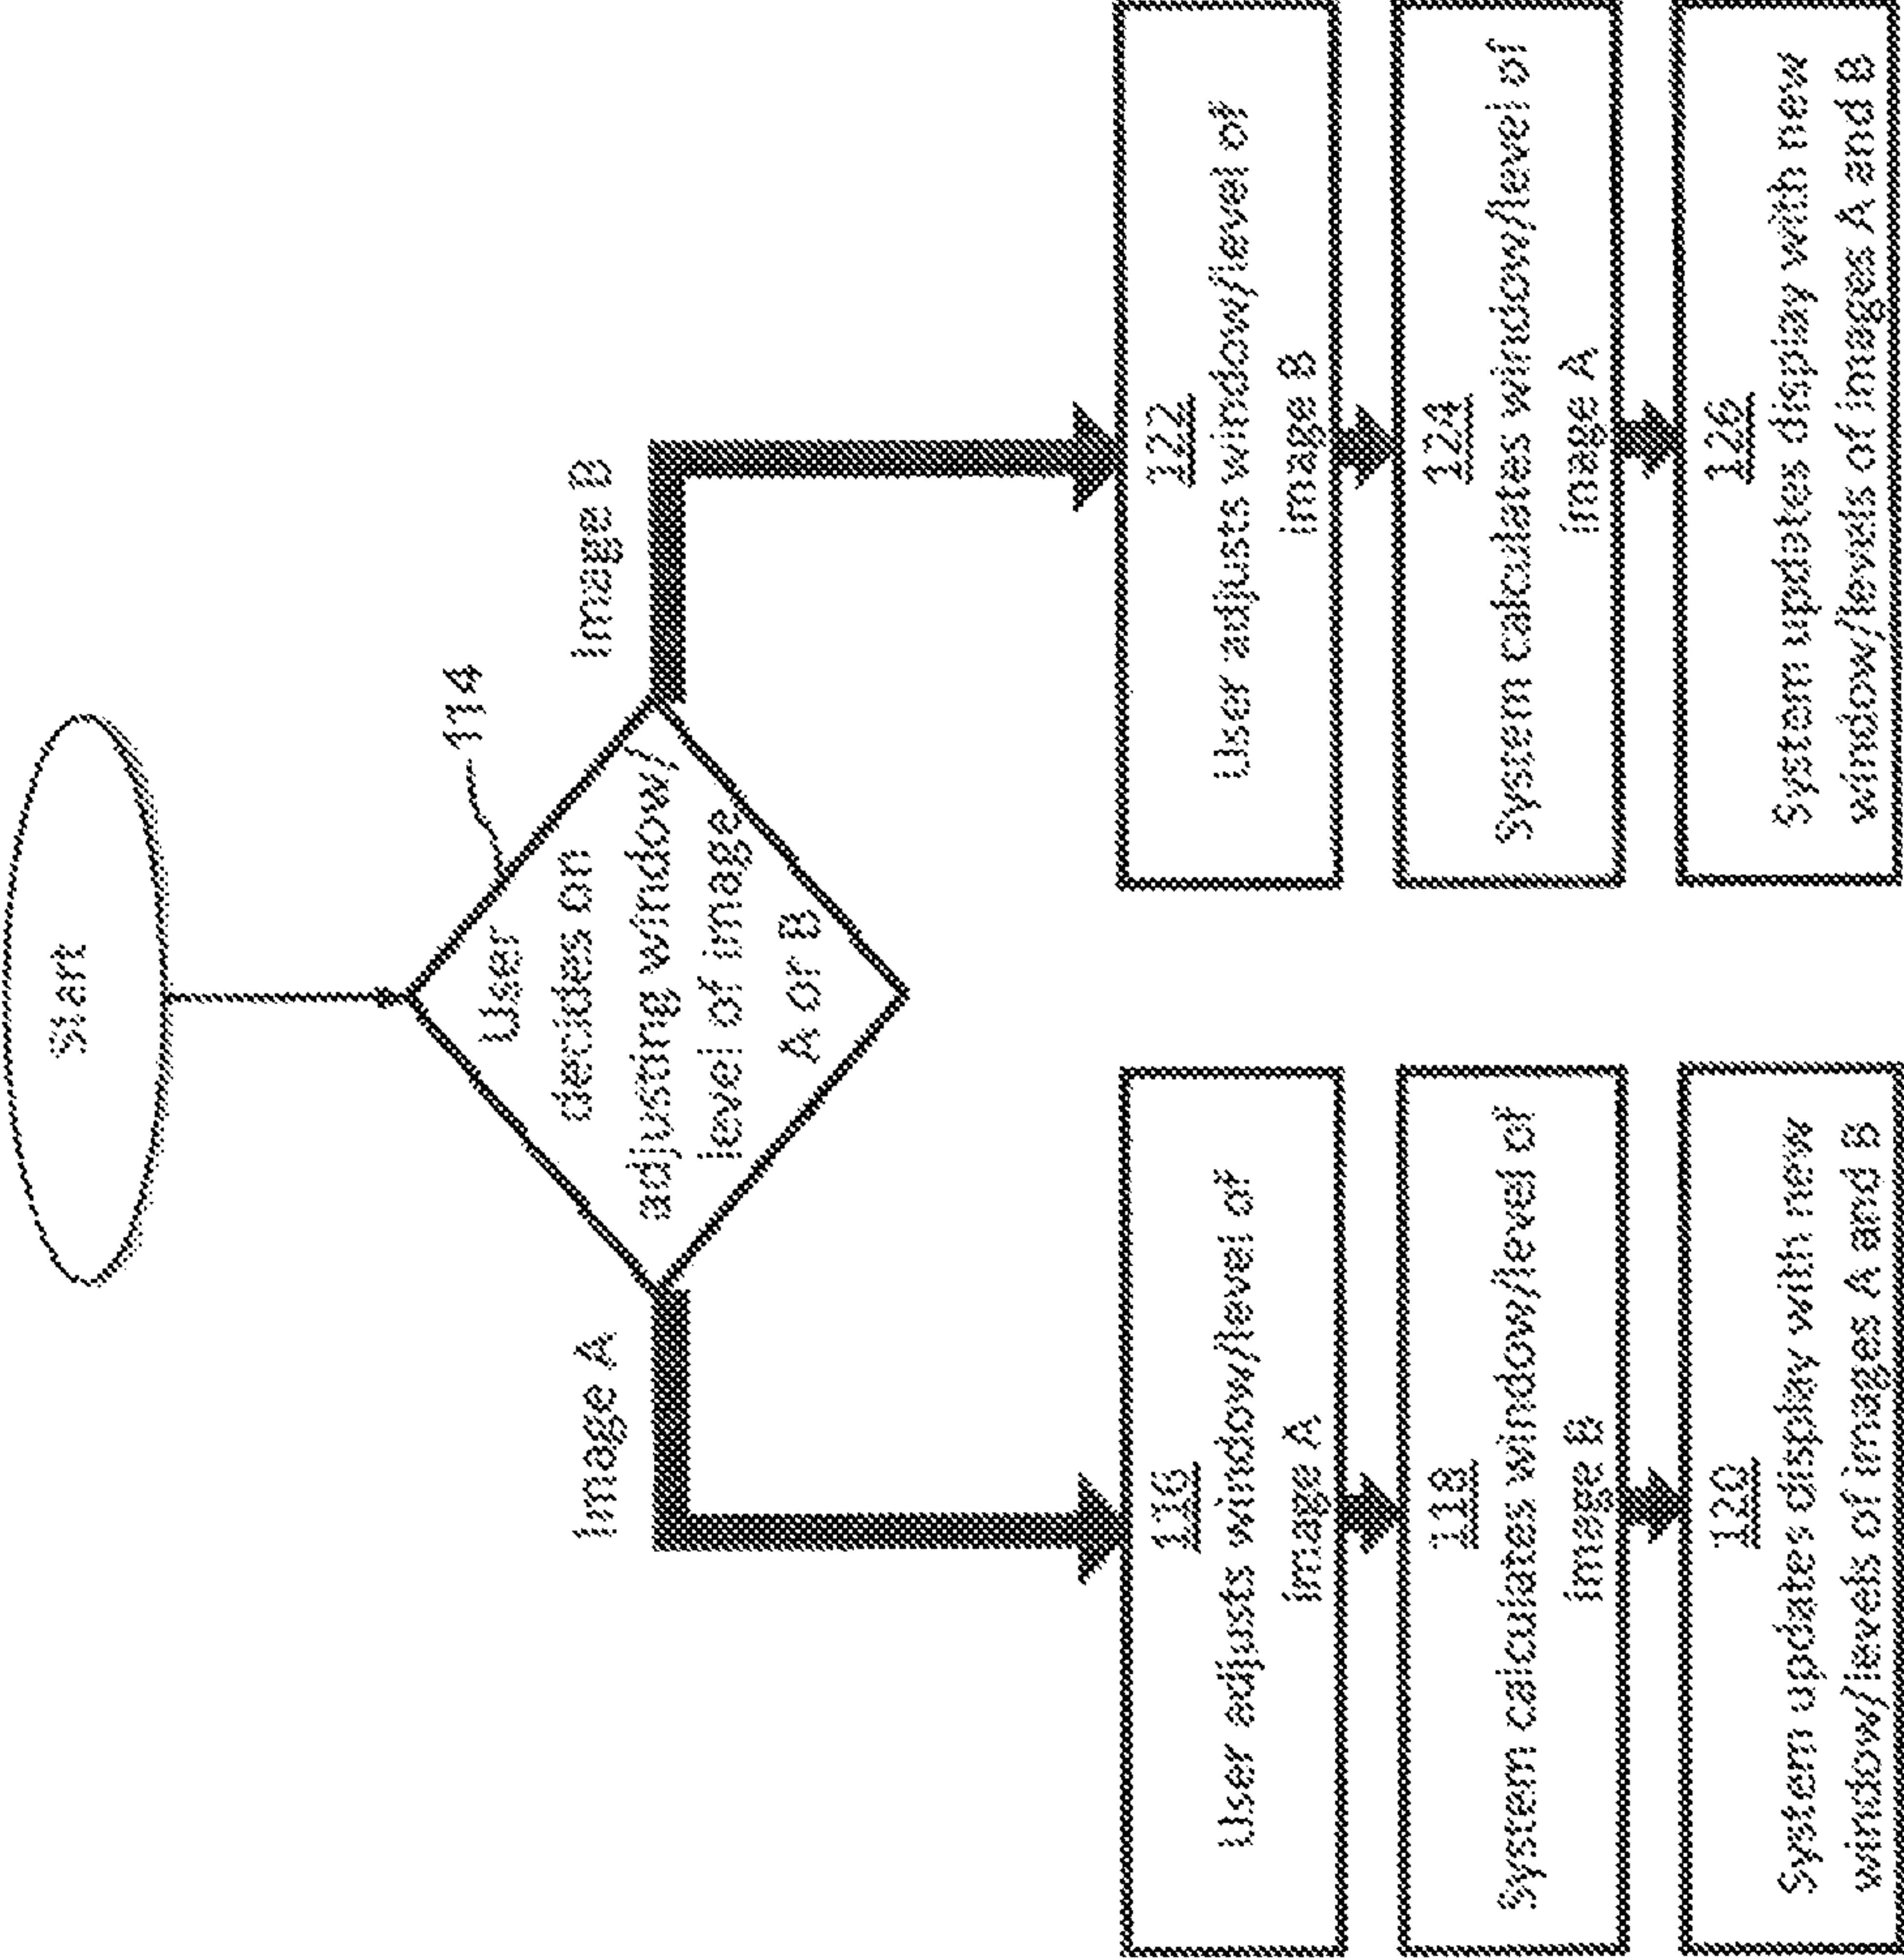 Start
114
User
decides on
adjusting window/
level of image
A or B
Image A
Image B
116
User adjusts window/level of
image A
118
System calculates window/level of
image B
120
System updates display with new
window/levels of images A and B
122
User adjusts window/level of
image B
124
System calculates window/level of
image A
126
System updates display with new
window/levels of images A and B